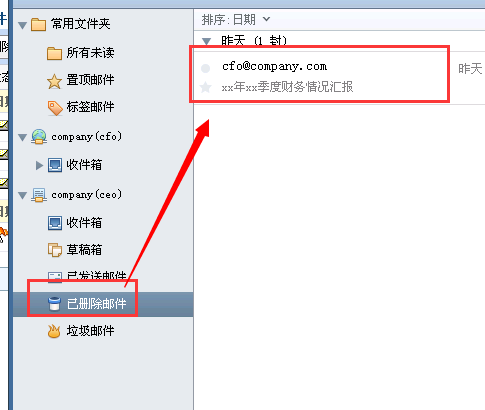 件
常用文件夹
所有未读
置顶邮件
标签邮件
company(cfo)
收件箱
company(ceo)
收件箱
草稿箱
已发送邮件
已删除邮件
垃圾邮件
排序: 日期
昨天 (1 封)
cfo@company.com
昨天
xx年xx季度财务情况汇报